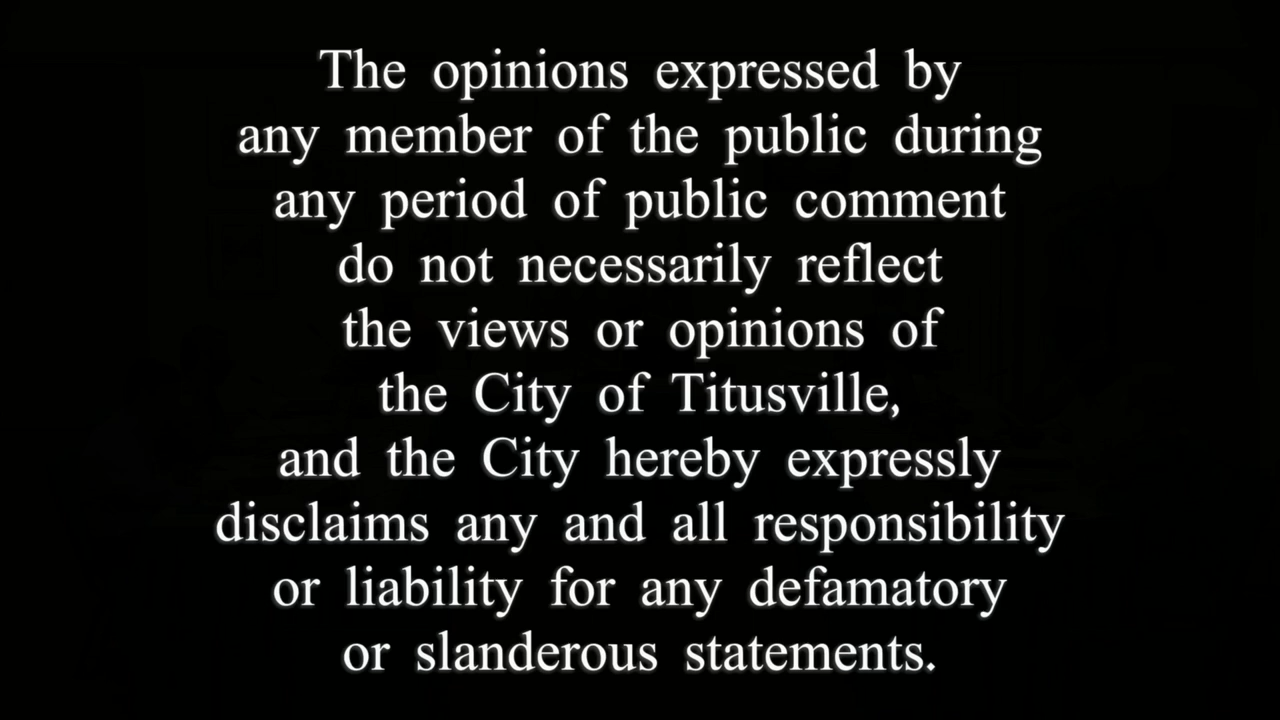 The opinions expressed by
any member of the public during
any period of public comment
do not necessarily reflect
the views or opinions of
the City of Titusville,
and the City hereby expressly
disclaims any and all responsibility
or liability for any defamatory
or slanderous statements.